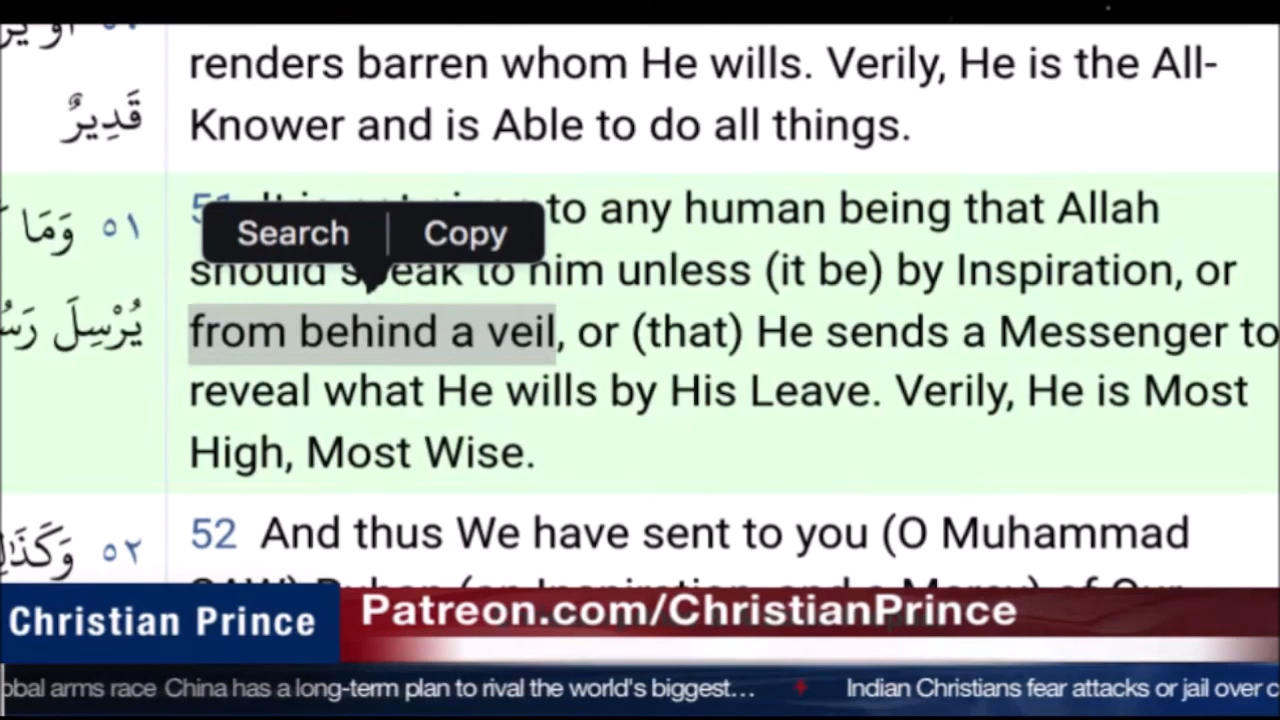 renders barren whom He wills. Verily, He is the All-
قَدِيرٌ
Knower and is Able to do all things.
to any human being that Allah
Search
Copy
٥١ وَمَا
should speak to him unless (it be) by Inspiration, or
يُرْسِلَ
from behind a veil, or (that) He sends a Messenger to
reveal what He wills by His Leave. Verily, He is Most
High, Most Wise.
٥٢
52 And thus We have sent to you (O Muhammad
Christian Prince
Patreon.com/ChristianPrince
arms race China has a long-term plan to rival the world's biggest... Indian Christians fear attacks or jail over